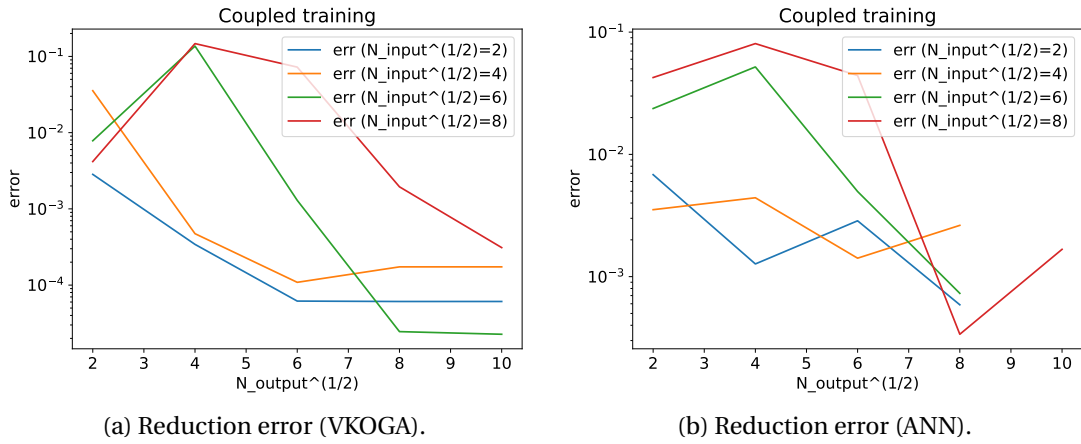 Coupled training
err (N_input^(1/2)=2)
err (N_input^(1/2)=4)
err (N_input^(1/2)=6)
err (N_input^(1/2)=8)
10^-1
10^-2
10^-3
10^-4
error
2 3 4 5 6 7 8 9 10
N_output^(1/2)
(a) Reduction error (VKOGA).
Coupled training
err (N_input^(1/2)=2)
err (N_input^(1/2)=4)
err (N_input^(1/2)=6)
err (N_input^(1/2)=8)
10^-1
10^-2
10^-3
error
2 3 4 5 6 7 8 9 10
N_output^(1/2)
(b) Reduction error (ANN).